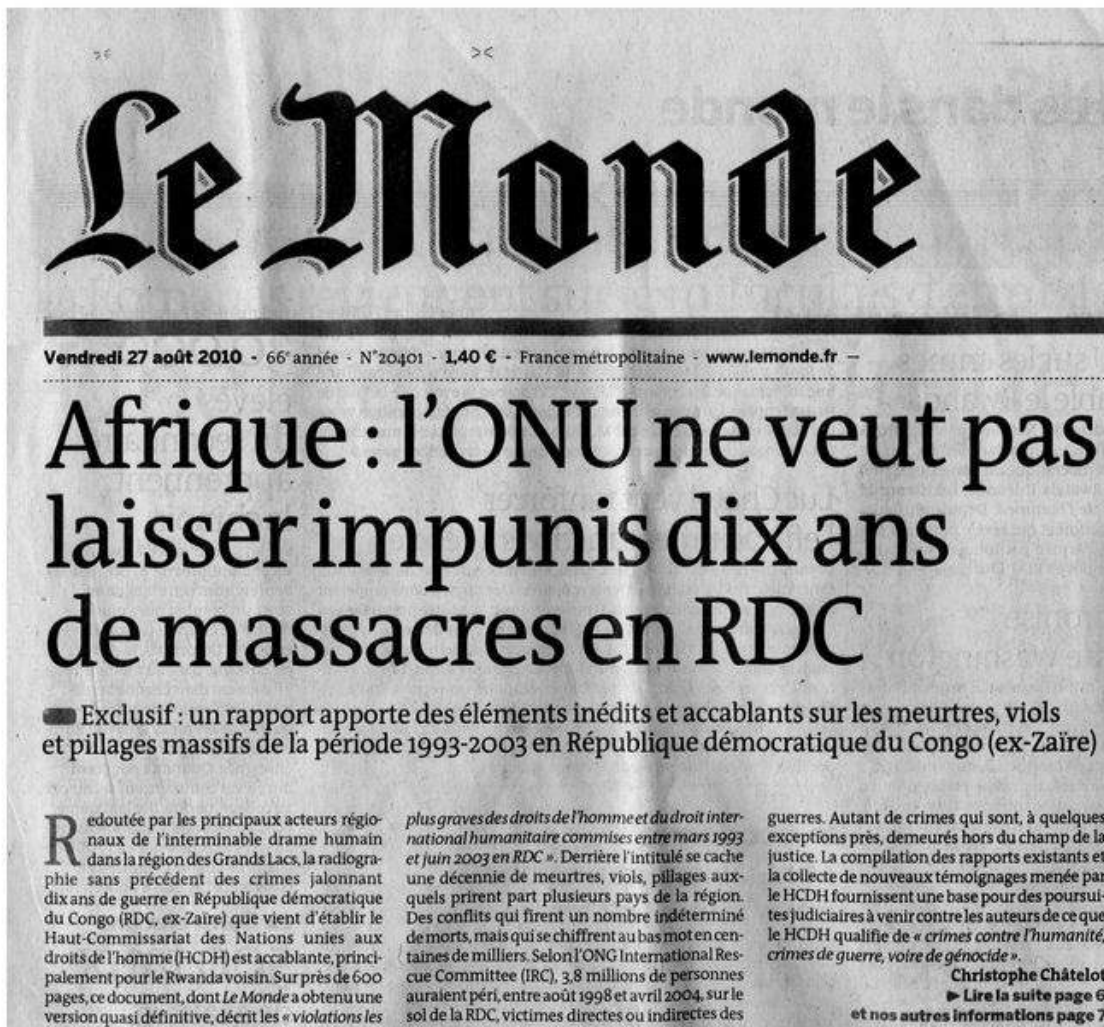 Le Monde
Vendredi 27 août 2010 - 66e année - N°20401 - 1,40 € - France métropolitaine - www.lemonde.fr –
Afrique : l’ONU ne veut pas
laisser impunis dix ans
de massacres en RDC
Exclusif : un rapport apporte des éléments inédits et accablants sur les meurtres, viols
et pillages massifs de la période 1993-2003 en République démocratique du Congo (ex-Zaïre)
Redoutée par les principaux acteurs régio-
naux de l’interminable drame humain
dans la région des Grands Lacs, la radiogra-
phie sans précédent des crimes jalonnant
dix ans de guerre en République démocratique
du Congo (RDC, ex-Zaïre) que vient d’établir le
Haut-Commissariat des Nations unies aux
droits de l’homme (HCDH) est accablante, princi-
palement pour le Rwanda voisin. Sur près de 600
pages, ce document, dont Le Monde a obtenu une
version quasi définitive, décrit les « violations les
plus graves des droits de l’homme et du droit inter-
national humanitaire commises entre mars 1993
et juin 2003 en RDC ». Derrière l’intitulé se cache
une décennie de meurtres, viols, pillages aux-
quels prirent part plusieurs pays de la région.
Des conflits qui firent un nombre indéterminé
de morts, mais qui se chiffrent au bas mot en cen-
taines de milliers. Selon l’ONG International Res-
cue Committee (IRC), 3,8 millions de personnes
auraient péri, entre août 1998 et avril 2004, sur le
sol de la RDC, victimes directes ou indirectes des
guerres. Autant de crimes qui sont, à quelques
exceptions près, demeurés hors du champ de la
justice. La compilation des rapports existants et
la collecte de nouveaux témoignages menée par
le HCDH fournissent une base pour des poursui-
tes judiciaires à venir contre les auteurs de ce que
le HCDH qualifie de « crimes contre l’humanité,
crimes de guerre, voire de génocide ».
Christophe Châtelot
► Lire la suite page 6
et nos autres informations page 7